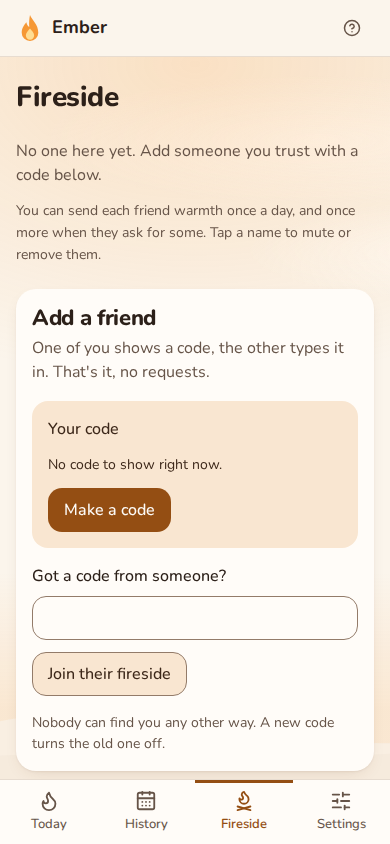 Ember
Fireside
No one here yet. Add someone you trust with a
code below.
You can send each friend warmth once a day, and once
more when they ask for some. Tap a name to mute or
remove them.
Add a friend
One of you shows a code, the other types it
in. That's it, no requests.
Your code
No code to show right now.
Make a code
Got a code from someone?
Join their fireside
Nobody can find you any other way. A new code
turns the old one off.
Today
History
Fireside
Settings